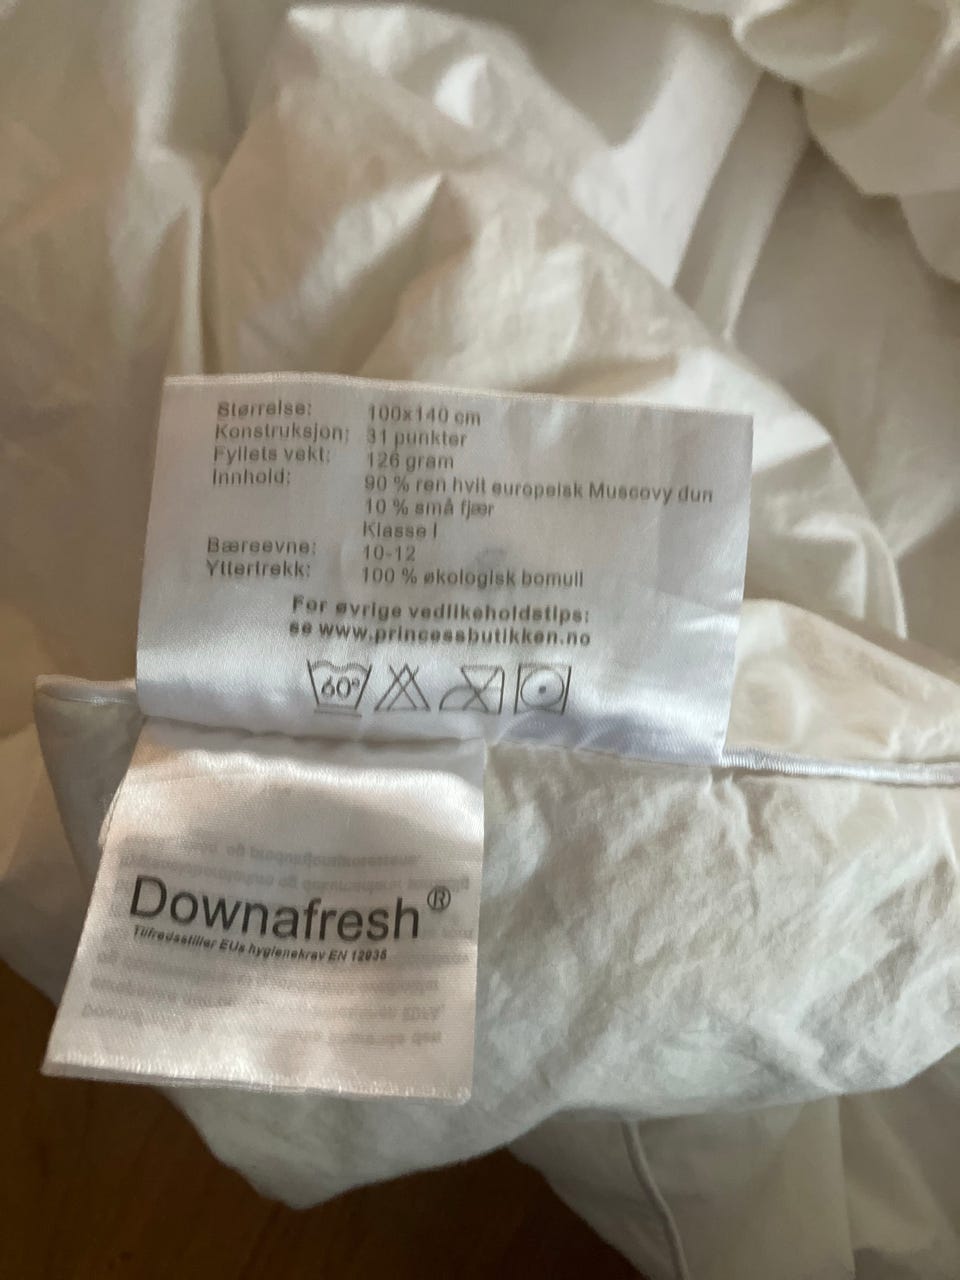 Størrelse: 100x140 cm
Konstruksjon: 31 punkter
Fyllets vekt: 126 gram
Innhold: 90 % ren hvit europeisk Muscovy dun
10 % små fjær
Klasse I
Bæreevne: 10-12
Yttertrekk: 100 % økologisk bomull
For øvrige vedlikeholdstips:
se www.princessbutikken.no
60°
Downafresh®
Tilfredsstiller EUs hygienekrav EN 12935